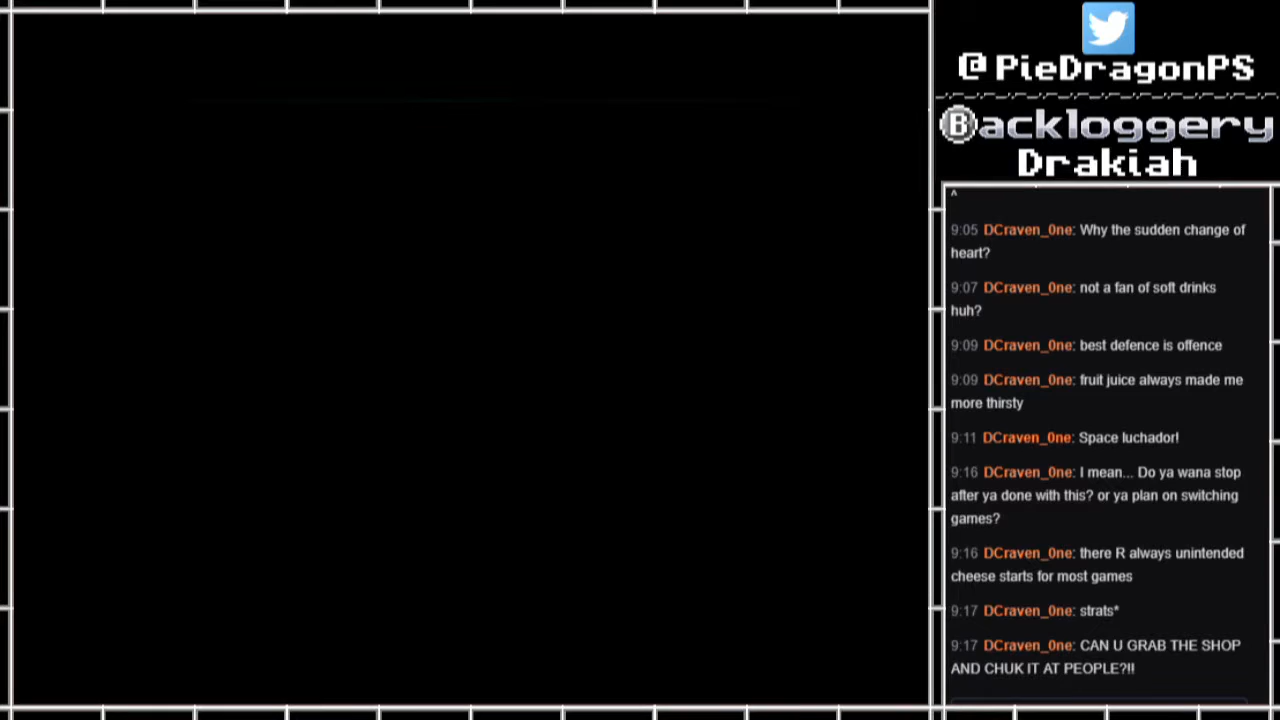 @PieDragonPS
Backloggery
Drakiah
^
9:05 DCraven_0ne: Why the sudden change of
heart?
9:07 DCraven_0ne: not a fan of soft drinks
huh?
9:09 DCraven_0ne: best defence is offence
9:09 DCraven_0ne: fruit juice always made me
more thirsty
9:11 DCraven_0ne: Space luchador!
9:16 DCraven_0ne: I mean... Do ya wana stop
after ya done with this? or ya plan on switching
games?
9:16 DCraven_0ne: there R always unintended
cheese starts for most games
9:17 DCraven_0ne: strats*
9:17 DCraven_0ne: CAN U GRAB THE SHOP
AND CHUK IT AT PEOPLE?!!